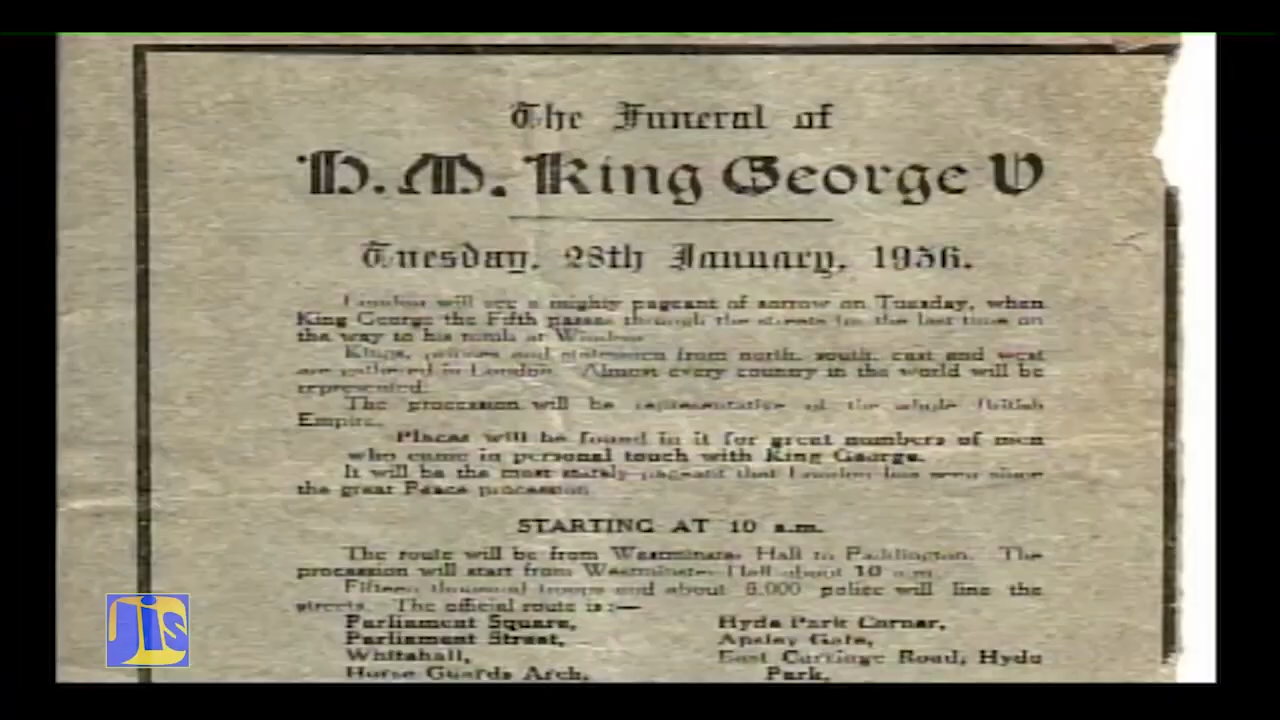 The Funeral of
H.M. King George V
Tuesday, 28th January, 1936.
London will see a mighty pageant of sorrow on Tuesday, when
King George the Fifth passes through the streets for the last time on
the way to his tomb at Windsor
Kings, princes and statesmen from north, south, east and west
are gathered in London. Almost every country in the world will be
represented.
The procession will be representative of the whole British
Empire.
Places will be found in it for great numbers of men
who came in personal touch with King George.
It will be the most stately pageant that London has seen since
the great Peace procession
STARTING AT 10 a.m.
The route will be from Westminster Hall to Paddington. The
procession will start from Westminster Hall about 10 a.m.
Fifteen thousand troops and about 6,000 police will line the
streets. The official route is :—
Parliament Square,
Parliament Street,
Whitehall,
Horse Guards Arch,
Hyde Park Corner,
Apsley Gate,
East Carriage Road, Hyde
Park,
JIS